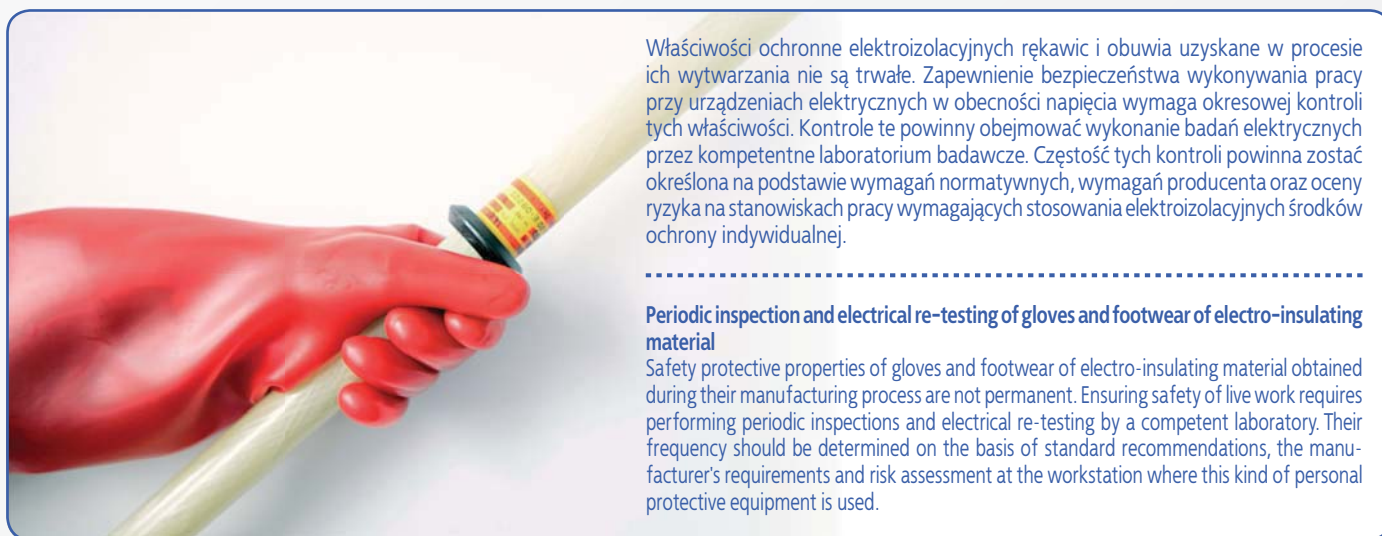 Właściwości ochronne elektroizolacyjnych rękawic i obuwia uzyskane w procesie
ich wytwarzania nie są trwałe. Zapewnienie bezpieczeństwa wykonywania pracy
przy urządzeniach elektrycznych w obecności napięcia wymaga okresowej kontroli
tych właściwości. Kontrole te powinny obejmować wykonanie badań elektrycznych
przez kompetentne laboratorium badawcze. Częstość tych kontroli powinna zostać
określona na podstawie wymagań normatywnych, wymagań producenta oraz oceny
ryzyka na stanowiskach pracy wymagających stosowania elektroizolacyjnych środków
ochrony indywidualnej.
Periodic inspection and electrical re-testing of gloves and footwear of electro-insulating
material
Safety protective properties of gloves and footwear of electro-insulating material obtained
during their manufacturing process are not permanent. Ensuring safety of live work requires
performing periodic inspections and electrical re-testing by a competent laboratory. Their
frequency should be determined on the basis of standard recommendations, the manu-
facturer's requirements and risk assessment at the workstation where this kind of personal
protective equipment is used.